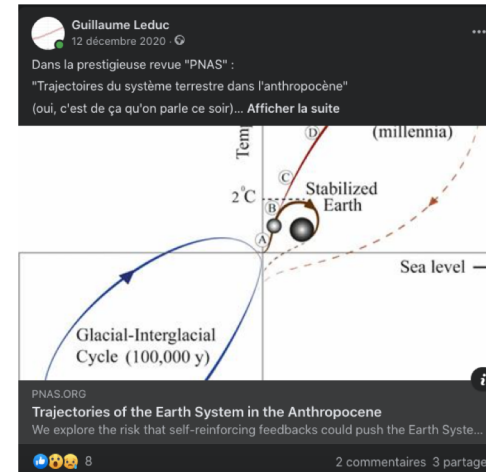 Guillaume Leduc
12 décembre 2020 ·
Dans la prestigieuse revue "PNAS" :
"Trajectoires du système terrestre dans l'anthropocène"
(oui, c'est de ça qu'on parle ce soir)... Afficher la suite
Tem
D
(millennia)
C
2°C
Stabilized
Earth
B
A
Sea level
Glacial-Interglacial
Cycle (100,000 y)
i
PNAS.ORG
Trajectories of the Earth System in the Anthropocene
We explore the risk that self-reinforcing feedbacks could push the Earth Syste...
8
2 commentaires 3 partage